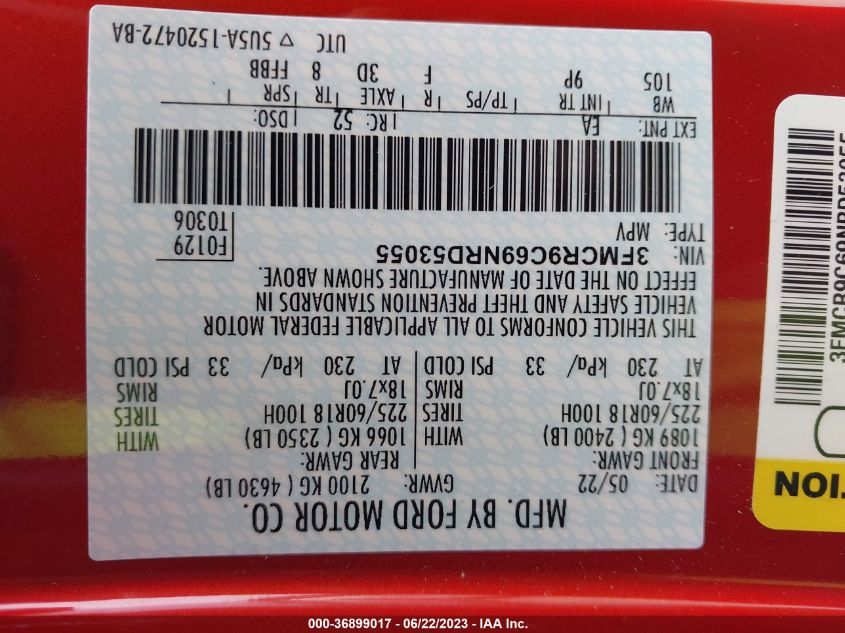 MFD. BY FORD MOTOR CO.
DATE: 05/22 GVWR: 2100 KG ( 4630 LB)
FRONT GAWR: REAR GAWR:
1089 KG ( 2400 LB) WITH 1066 KG ( 2350 LB) WITH
225/60R18 100H TIRES 225/60R18 100H TIRES
18x7.0J RIMS 18x7.0J RIMS
AT 230 kPa/ 33 PSI COLD AT 230 kPa/ 33 PSI COLD
THIS VEHICLE CONFORMS TO ALL APPLICABLE FEDERAL MOTOR
VEHICLE SAFETY AND THEFT PREVENTION STANDARDS IN
EFFECT ON THE DATE OF MANUFACTURE SHOWN ABOVE.
VIN: 3FMCR9C69NRD53055 F0129
TYPE: MPV T0306
EXT PNT: EA RC: 52 DSO:
WB INT TR TP/PS R AXLE TR SPR
105 9P F 3D 8 FFBB
UTC ▽ 5U5A-1520472-BA
3FMCR9C69NRD53055
TION
000-36899017 - 06/22/2023 - IAA Inc.